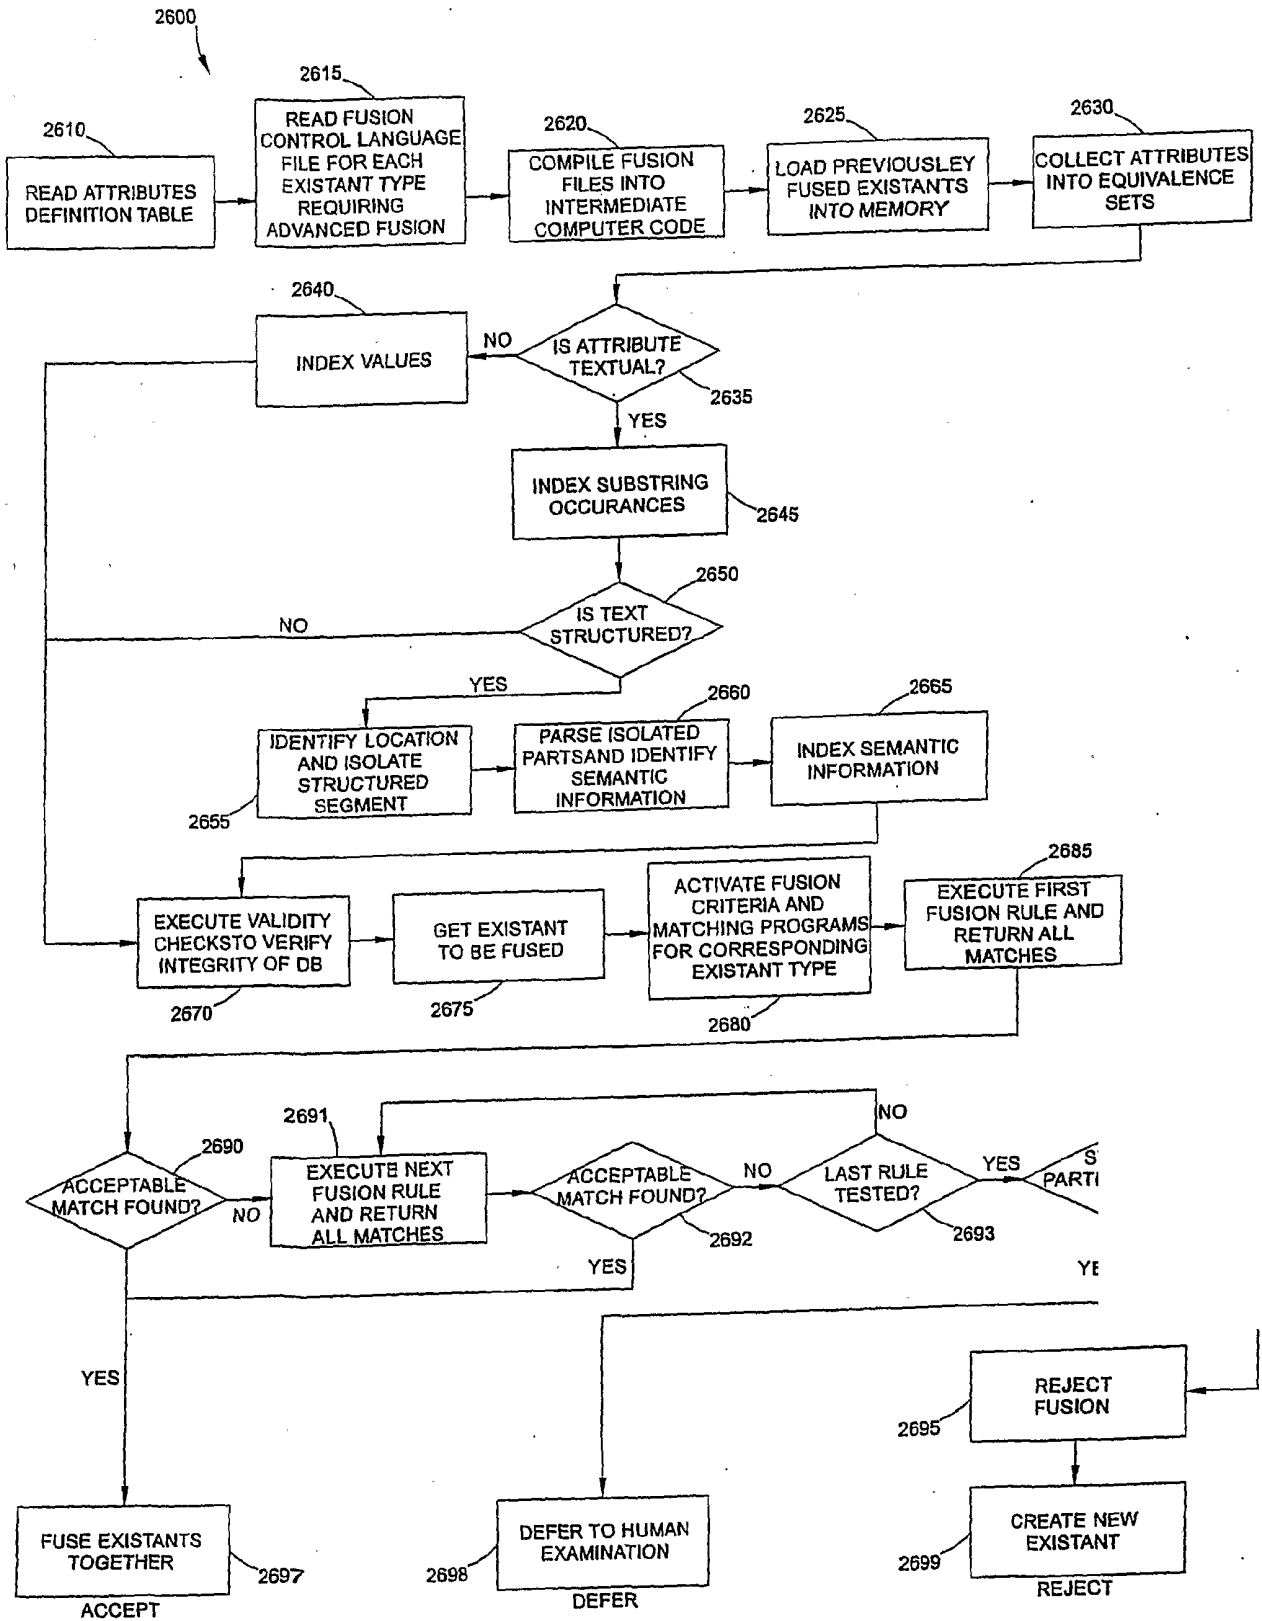 2600
2610
READ ATTRIBUTES
DEFINITION TABLE
2615
READ FUSION
CONTROL LANGUAGE
FILE FOR EACH
EXISTANT TYPE
REQUIRING
ADVANCED FUSION
2620
COMPILE FUSION
FILES INTO
INTERMEDIATE
COMPUTER CODE
2625
LOAD PREVIOUSLEY
FUSED EXISTANTS
INTO MEMORY
2630
COLLECT ATTRIBUTES
INTO EQUIVALENCE
SETS
2640
INDEX VALUES
NO
IS ATTRIBUTE
TEXTUAL?
2635
YES
INDEX SUBSTRING
OCCURANCES
2645
2650
IS TEXT
STRUCTURED?
NO
YES
IDENTIFY LOCATION
AND ISOLATE
STRUCTURED
SEGMENT
2655
2660
PARSE ISOLATED
PARTSAND IDENTIFY
SEMANTIC
INFORMATION
2665
INDEX SEMANTIC
INFORMATION
EXECUTE VALIDITY
CHECKSTO VERIFY
INTEGRITY OF DB
2670
GET EXISTANT
TO BE FUSED
2675
ACTIVATE FUSION
CRITERIA AND
MATCHING PROGRAMS
FOR CORRESPONDING
EXISTANT TYPE
2680
2685
EXECUTE FIRST
FUSION RULE AND
RETURN ALL
MATCHES
2690
ACCEPTABLE
MATCH FOUND?
NO
2691
EXECUTE NEXT
FUSION RULE
AND RETURN
ALL MATCHES
ACCEPTABLE
MATCH FOUND?
2692
NO
NO
LAST RULE
TESTED?
2693
YES
S
PARTI
YES
YE
YES
REJECT
FUSION
2695
FUSE EXISTANTS
TOGETHER
2697
ACCEPT
DEFER TO HUMAN
EXAMINATION
2698
DEFER
CREATE NEW
EXISTANT
2699
REJECT